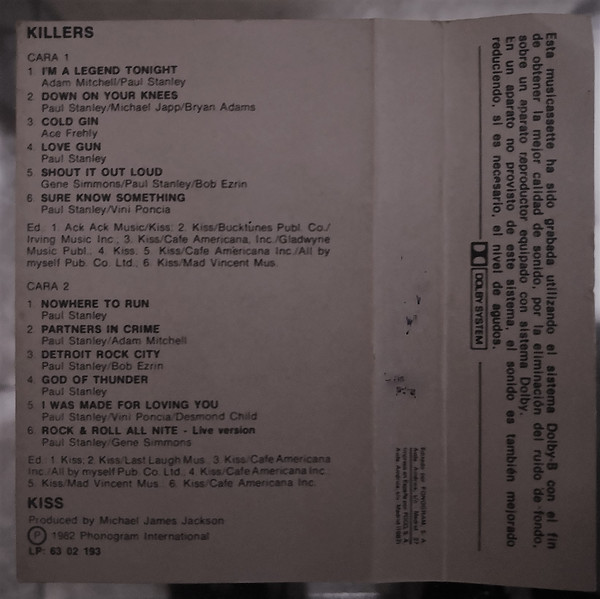 KILLERS
CARA 1
1 I'M A LEGEND TONIGHT
Adam Mitchell/Paul Stanley
2 DOWN ON YOUR KNEES
Paul Stanley/Michael Japp/Bryan Adams
3. COLD GIN
Ace Frehly
4. LOVE GUN
Paul Stanley
5 SHOUT IT OUT LOUD
Gene Simmons/Paul Stanley/Bob Ezrin
6 SURE KNOW SOMETHING
Paul Stanley/Vini Poncia
Ed. 1. Ack Ack Music/Kiss. 2. Kiss/Bucktunes Publ. Co./
Irving Music Inc., 3. Kiss/Cafe Americana, Inc./Gladwyne
Music Publ.. 4. Kiss. 5. Kiss/Cafe Americana Inc./All by
myself Pub. Co. Ltd., 6. Kiss/Mad Vincent Mus.
CARA 2
1. NOWHERE TO RUN
Paul Stanley
2. PARTNERS IN CRIME
Paul Stanley/Adam Mitchell
3. DETROIT ROCK CITY
Paul Stanley/Bob Ezrin
4. GOD OF THUNDER
Paul Stanley
5 I WAS MADE FOR LOVING YOU
Paul Stanley/Vini Poncia/Desmond Child
6. ROCK & ROLL ALL NITE - Live version
Paul Stanley/Gene Simmons
Ed.: 1. Kiss; 2. Kiss/Last Laugh Mus.. 3. Kiss/Cafe Americana
Inc./All by myself Pub. Co. Ltd., 4. Kiss/Cafe Americana Inc.
5. Kiss/Mad Vincent Mus.. 6. Kiss/Cafe Americana Inc.
KISS
Produced by Michael James Jackson
P 1982 Phonogram International
LP: 63 02 193
Editado por FONOGRAM, S. A.
Avda. América, s/n. Madrid
Esta musicassette ha sido grabada utilizando el sistema Dolby-B con el fin
de obtener la mejor calidad de sonido, por la eliminación del ruido de fondo,
sobre un aparato reproductor equipado con sistema Dolby.
En un aparato no provisto de este sistema, el sonido es también mejorado
reduciendo, si es necesario, el nivel de agudos.
DOLBY SYSTEM